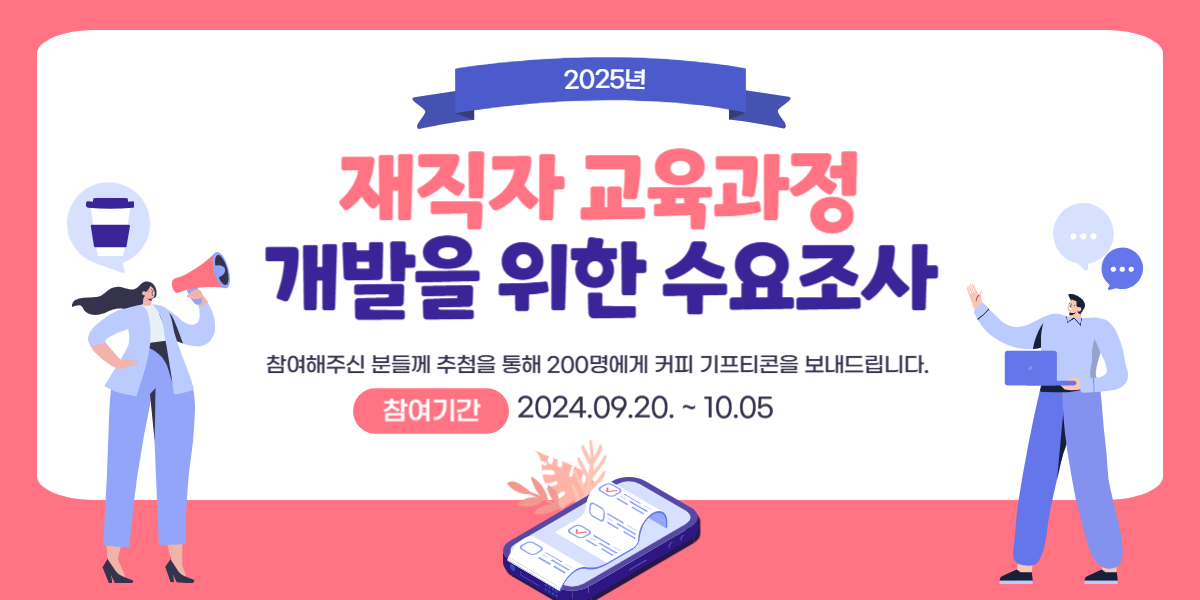 2025년
재직자 교육과정
개발을 위한 수요조사
참여해주신 분들께 추첨을 통해 200명에게 커피 기프티콘을 보내드립니다.
참여기간 2024.09.20. ~ 10.05